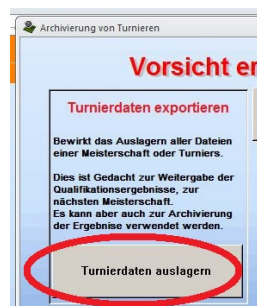 Archivierung von Turnieren
Vorsicht
Turnierdaten exportieren
Bewirkt das Auslagern aller Dateien
einer Meisterschaft oder Turniers.
Dies ist Gedacht zur Weitergabe der
Qualifikationsergebnisse, zur
nächsten Meisterschaft.
Es kann aber auch zur Archivierung
der Ergebnise verwendet werden.
Turnierdaten auslagern